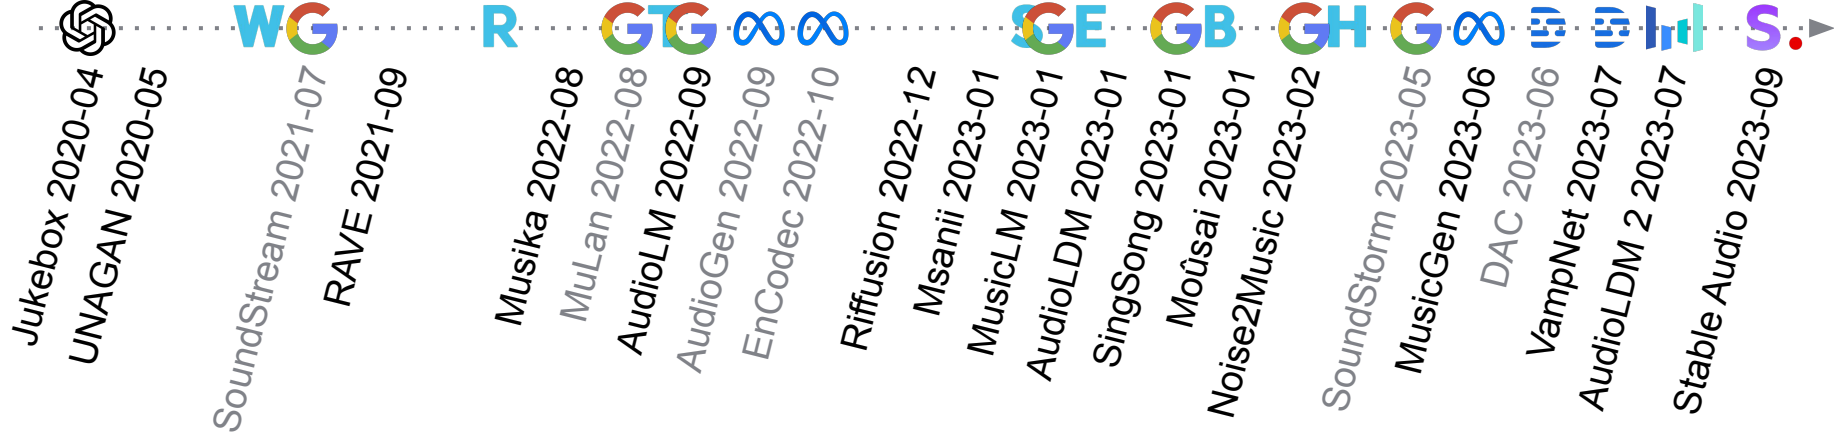 W R T S E B H S.
Jukebox 2020-04
UNAGAN 2020-05
SoundStream 2021-07
RAVE 2021-09
Musika 2022-08
MuLan 2022-08
AudioLM 2022-09
AudioGen 2022-09
EnCodec 2022-10
Riffusion 2022-12
Msanii 2023-01
MusicLM 2023-01
AudioLDM 2023-01
SingSong 2023-01
Moûsai 2023-01
Noise2Music 2023-02
SoundStorm 2023-05
MusicGen 2023-06
DAC 2023-06
VampNet 2023-07
AudioLDM 2 2023-07
Stable Audio 2023-09